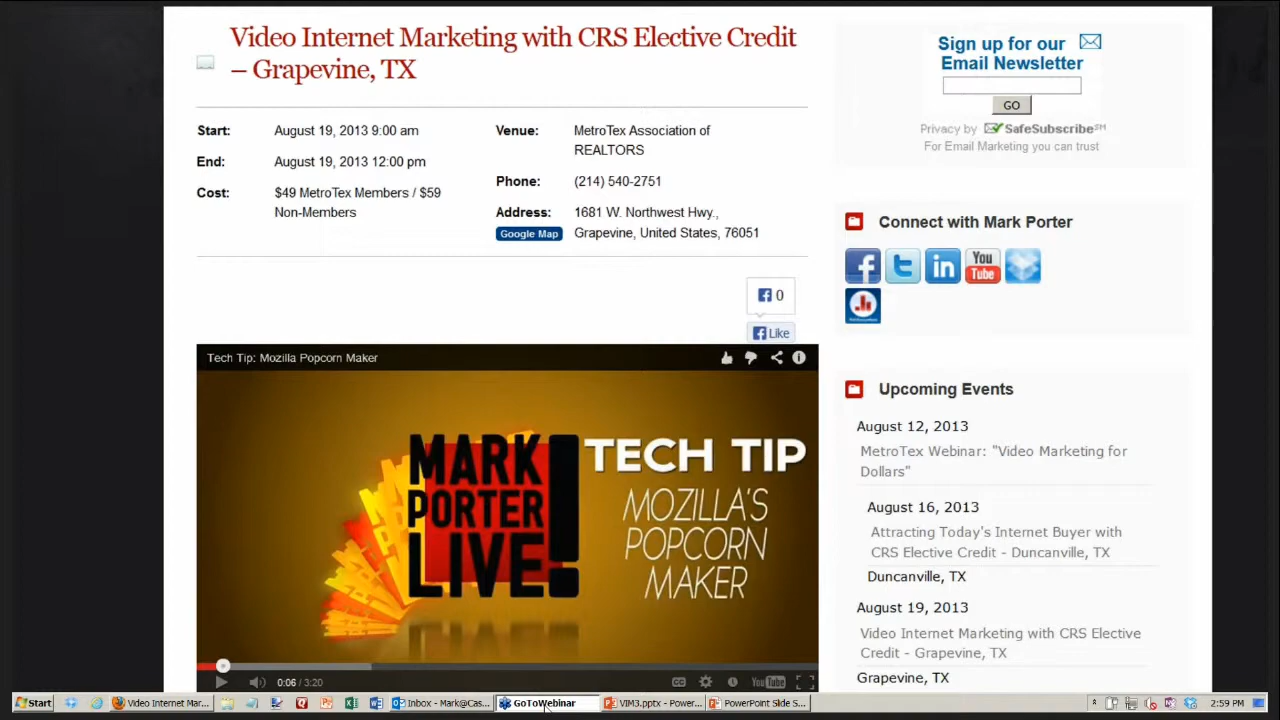 Video Internet Marketing with CRS Elective Credit
– Grapevine, TX
Start: August 19, 2013 9:00 am
End: August 19, 2013 12:00 pm
Cost: $49 MetroTex Members / $59
Non-Members
Venue: MetroTex Association of
REALTORS
Phone: (214) 540-2751
Address: 1681 W. Northwest Hwy.,
Google Map Grapevine, United States, 76051
0
Like
Tech Tip: Mozilla Popcorn Maker
MARK
PORTER
LIVE!
TECH TIP
MOZILLA'S
POPCORN
MAKER
0:06 / 3:20
CC
YouTube
Sign up for our
Email Newsletter
GO
Privacy by SafeSubscribe℠
For Email Marketing you can trust
Connect with Mark Porter
You
Tube
Upcoming Events
August 12, 2013
MetroTex Webinar: "Video Marketing for
Dollars"
August 16, 2013
Attracting Today's Internet Buyer with
CRS Elective Credit - Duncanville, TX
Duncanville, TX
August 19, 2013
Video Internet Marketing with CRS Elective
Credit - Grapevine, TX
Grapevine, TX
Start
Video Internet Mar...
Inbox - Mark@Cas...
GoToWebinar
VIM3.pptx - Power...
PowerPoint Slide S...
2:59 PM